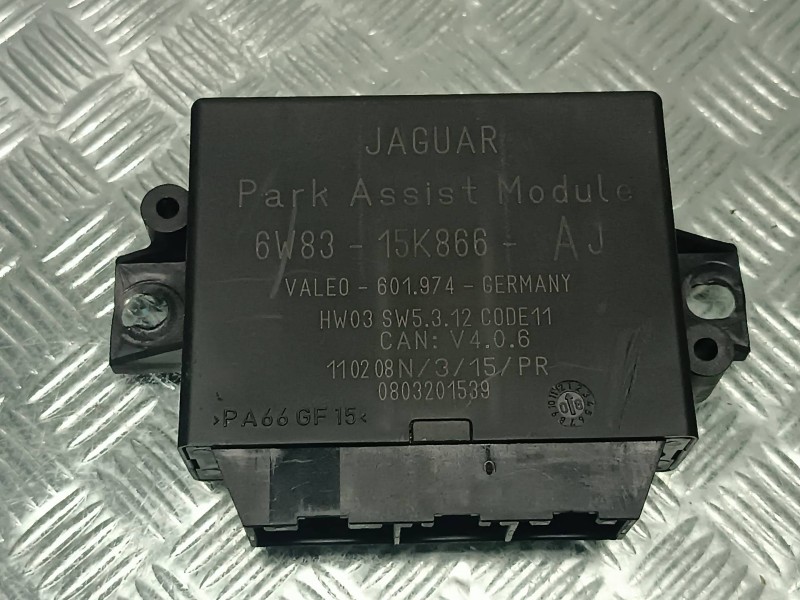 JAGUAR
Park Assist Module
6W83 - 15K866 - AJ
VALEO - 601.974 - GERMANY
HW03 SW5.3.12 CODE11
CAN: V4.0.6
110208N/3/15/PR
0803201539
>PA66 GF15<